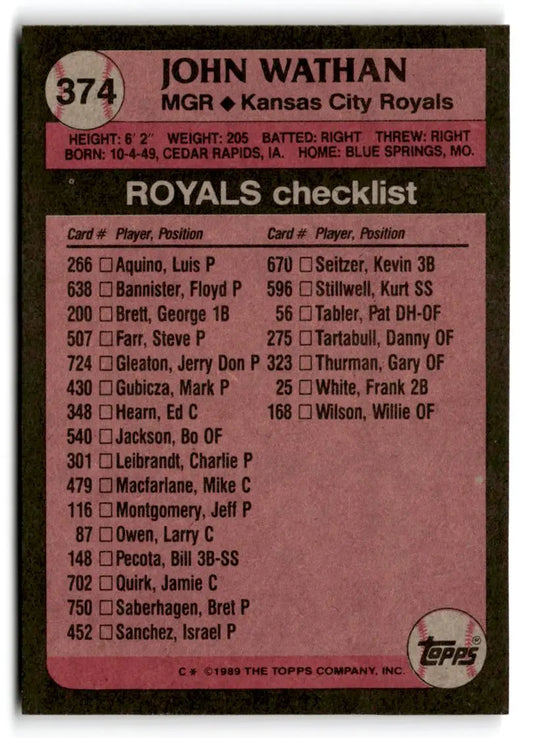 374
JOHN WATHAN
MGR ◆ Kansas City Royals
HEIGHT: 6' 2" WEIGHT: 205 BATTED: RIGHT THREW: RIGHT
BORN: 10-4-49, CEDAR RAPIDS, IA. HOME: BLUE SPRINGS, MO.
ROYALS checklist
Card # Player, Position
266 □ Aquino, Luis P
638 □ Bannister, Floyd P
200 □ Brett, George 1B
507 □ Farr, Steve P
724 □ Gleaton, Jerry Don P
430 □ Gubicza, Mark P
348 □ Hearn, Ed C
540 □ Jackson, Bo OF
301 □ Leibrandt, Charlie P
479 □ Macfarlane, Mike C
116 □ Montgomery, Jeff P
87 □ Owen, Larry C
148 □ Pecota, Bill 3B-SS
702 □ Quirk, Jamie C
750 □ Saberhagen, Bret P
452 □ Sanchez, Israel P
Card # Player, Position
670 □ Seitzer, Kevin 3B
596 □ Stillwell, Kurt SS
56 □ Tabler, Pat DH-OF
275 □ Tartabull, Danny OF
323 □ Thurman, Gary OF
25 □ White, Frank 2B
168 □ Wilson, Willie OF
topps®
C* ©1989 THE TOPPS COMPANY, INC.